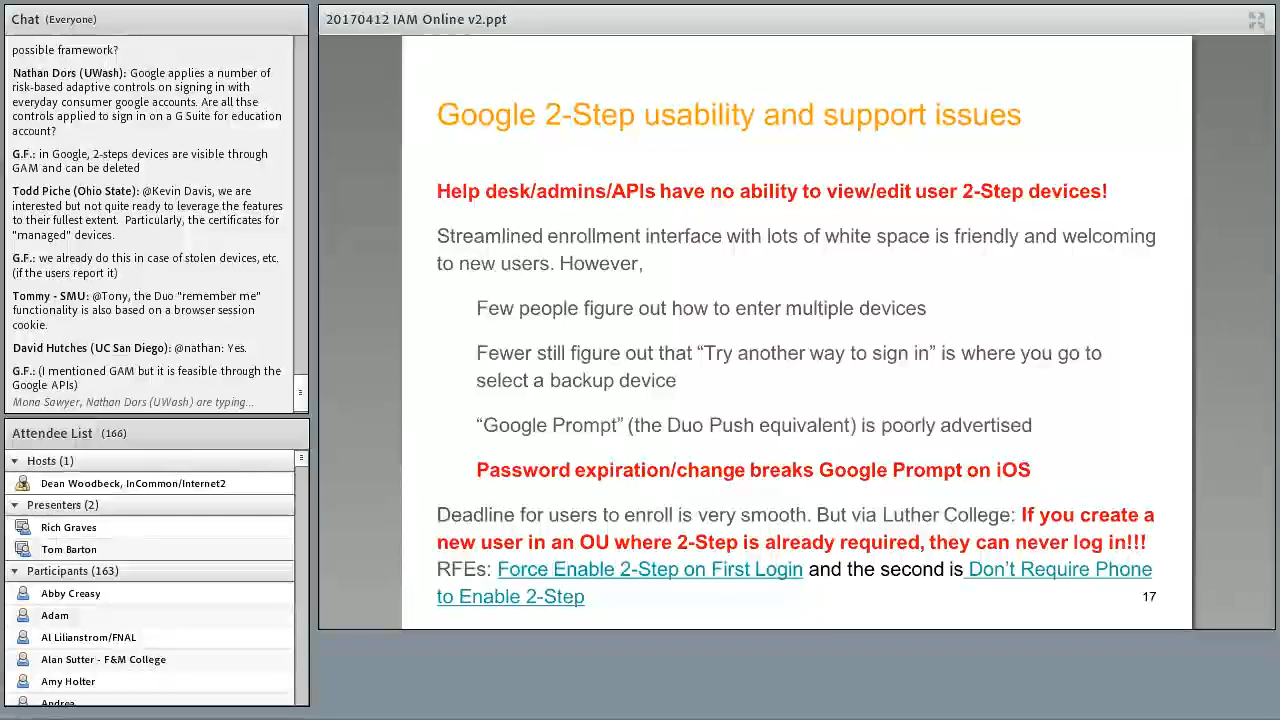 Chat (Everyone)
possible framework?
Nathan Dors (UWash): Google applies a number of
risk-based adaptive controls on signing in with
everyday consumer google accounts. Are all thse
controls applied to sign in on a G Suite for education
account?
G.F.: in Google, 2-steps devices are visible through
GAM and can be deleted
Todd Piche (Ohio State): @Kevin Davis, we are
interested but not quite ready to leverage the features
to their fullest extent. Particularly, the certificates for
"managed" devices.
G.F.: we already do this in case of stolen devices, etc.
(if the users report it)
Tommy - SMU: @Tony, the Duo "remember me"
functionality is also based on a browser session
cookie.
David Hutches (UC San Diego): @nathan: Yes.
G.F.: (I mentioned GAM but it is feasible through the
Google APIs)
Mona Sawyer, Nathan Dors (UWash) are typing...
Attendee List (166)
Hosts (1)
Dean Woodbeck, InCommon/Internet2
Presenters (2)
Rich Graves
Tom Barton
Participants (163)
Abby Creasy
Adam
Al Lilianstrom/FNAL
Alan Sutter - F&M College
Amy Holter
Andrea
20170412 IAM Online v2.ppt
Google 2-Step usability and support issues
Help desk/admins/APIs have no ability to view/edit user 2-Step devices!
Streamlined enrollment interface with lots of white space is friendly and welcoming
to new users. However,
Few people figure out how to enter multiple devices
Fewer still figure out that “Try another way to sign in” is where you go to
select a backup device
“Google Prompt” (the Duo Push equivalent) is poorly advertised
Password expiration/change breaks Google Prompt on iOS
Deadline for users to enroll is very smooth. But via Luther College: If you create a
new user in an OU where 2-Step is already required, they can never log in!!!
RFEs: Force Enable 2-Step on First Login and the second is Don’t Require Phone
to Enable 2-Step
17